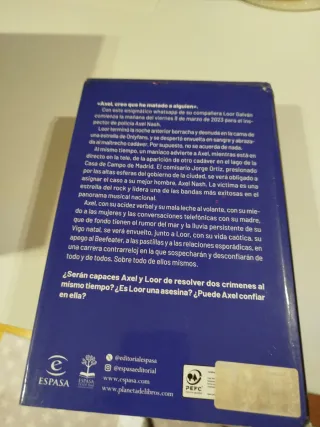 «Axel, creo que he matado a alguien».
Con este enigmático whatsapp de su compañera Loor Galván
comienza la mañana del viernes 8 de marzo de 2023 para el ins-
pector de policía Axel Nash.
Loor termina la noche anterior borracha y desnuda en la cama de
una estrella de Onlyfans, y se despierta envuelta en sangre y abraza-
da al maltrecho cadáver. Por supuesto, no se acuerda de nada.
Al mismo tiempo, un maníaco advierte a Axel, mientras está en
directo en la tele, de la aparición de otro cadáver en el lago de la
Casa de Campo de Madrid. El comisario Jorge Ortiz, presionado
por las altas esferas del gobierno de la ciudad, se verá obligado a
asignar el caso a su mejor hombre, Axel Nash. La víctima es una
estrella del rock y lidera una de las bandas más exitosas en el
panorama musical nacional.
Axel, con su acidez verbal y su mala leche al volante, con su mie-
do a las mujeres y las conversaciones telefónicas con su madre,
que de fondo tienen el rumor del mar y la lluvia persistente de su
Vigo natal, se verá envuelto, junto a Loor, con su vida caótica, su
apego al Beefeater, a las pastillas y a las relaciones esporádicas, en
una carrera contrarreloj en la que sospecharán y desconfiarán de
todo y de todos. Sobre todo de ellos mismos.
¿Serán capaces Axel y Loor de resolver dos crímenes al
mismo tiempo? ¿Es Loor una asesina? ¿Puede Axel confiar
en ella?
@editorialespasa
@espasaeditorial
www.espasa.com
www.planetadelibros.com
ESPASA
ESPASA
PEFC